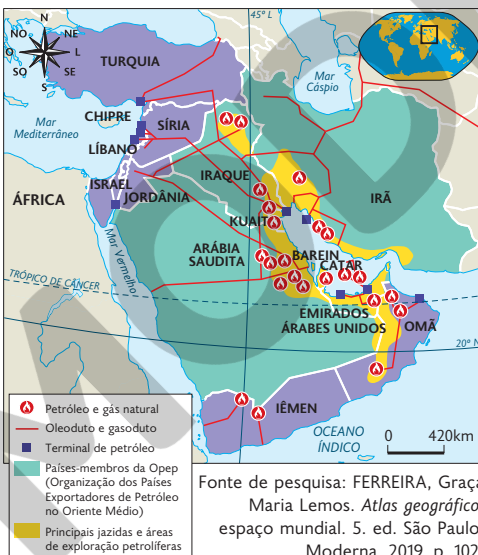 N
NO
NE
O
L
SO
SE
S
45° L
TURQUIA
Mar
Cáspio
CHIPRE
SÍRIA
Mar
Mediterrâneo
LÍBANO
ISRAEL
JORDÂNIA
IRAQUE
IRÃ
ÁFRICA
KUAIT
ARÁBIA
SAUDITA
BAREIN
CATAR
Mar Vermelho
TRÓPICO DE CÂNCER
EMIRADOS
ÁRABES UNIDOS
OMÃ
20° N
IÊMEN
OCEANO
ÍNDICO
0 420km
Petróleo e gás natural
Oleoduto e gasoduto
Terminal de petróleo
Países-membros da Opep
(Organização dos Países
Exportadores de Petróleo
no Oriente Médio)
Principais jazidas e áreas
de exploração petrolíferas
Fonte de pesquisa: FERREIRA, Graça
Maria Lemos. Atlas geográfico
espaço mundial. 5. ed. São Paulo
Moderna, 2019. p. 102